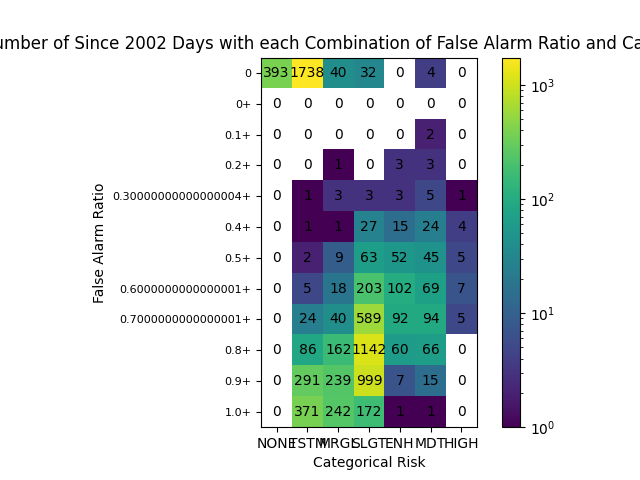 umber of Since 2002 Days with each Combination of False Alarm Ratio and Ca
0 393 1738 40 32 0 4 0
0+ 0 0 0 0 0 0 0
0.1+ 0 0 0 0 0 2 0
0.2+ 0 0 1 0 3 3 0
0.30000000000000004+ 0 1 3 3 3 5 1
0.4+ 0 1 1 27 15 24 4
0.5+ 0 2 9 63 52 45 5
0.6000000000000001+ 0 5 18 203 102 69 7
0.7000000000000001+ 0 24 40 589 92 94 5
0.8+ 0 86 162 1142 60 66 0
0.9+ 0 291 239 999 7 15 0
1.0+ 0 371 242 172 1 1 0
NONE TSTM MRGL SLGT ENH MDT HIGH
Categorical Risk
False Alarm Ratio
10³
10²
10¹
10⁰